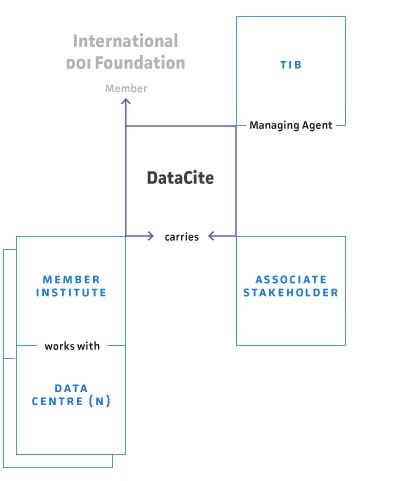 International
DOI Foundation
Member
TIB
Managing Agent
DataCite
carries
MEMBER
INSTITUTE
ASSOCIATE
STAKEHOLDER
works with
DATA
CENTRE (N)